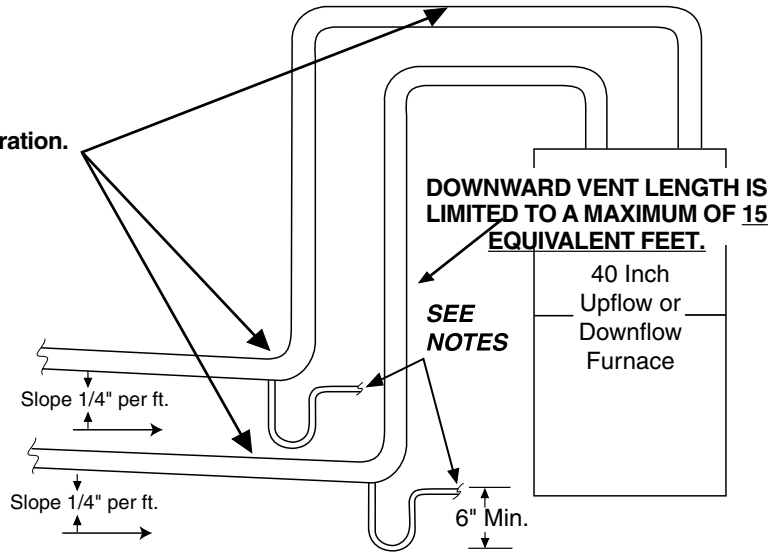 ration.
DOWNWARD VENT LENGTH IS
LIMITED TO A MAXIMUM OF 15
EQUIVALENT FEET.
40 Inch
Upflow or
Downflow
Furnace
SEE
NOTES
Slope 1/4" per ft.
Slope 1/4" per ft.
6" Min.